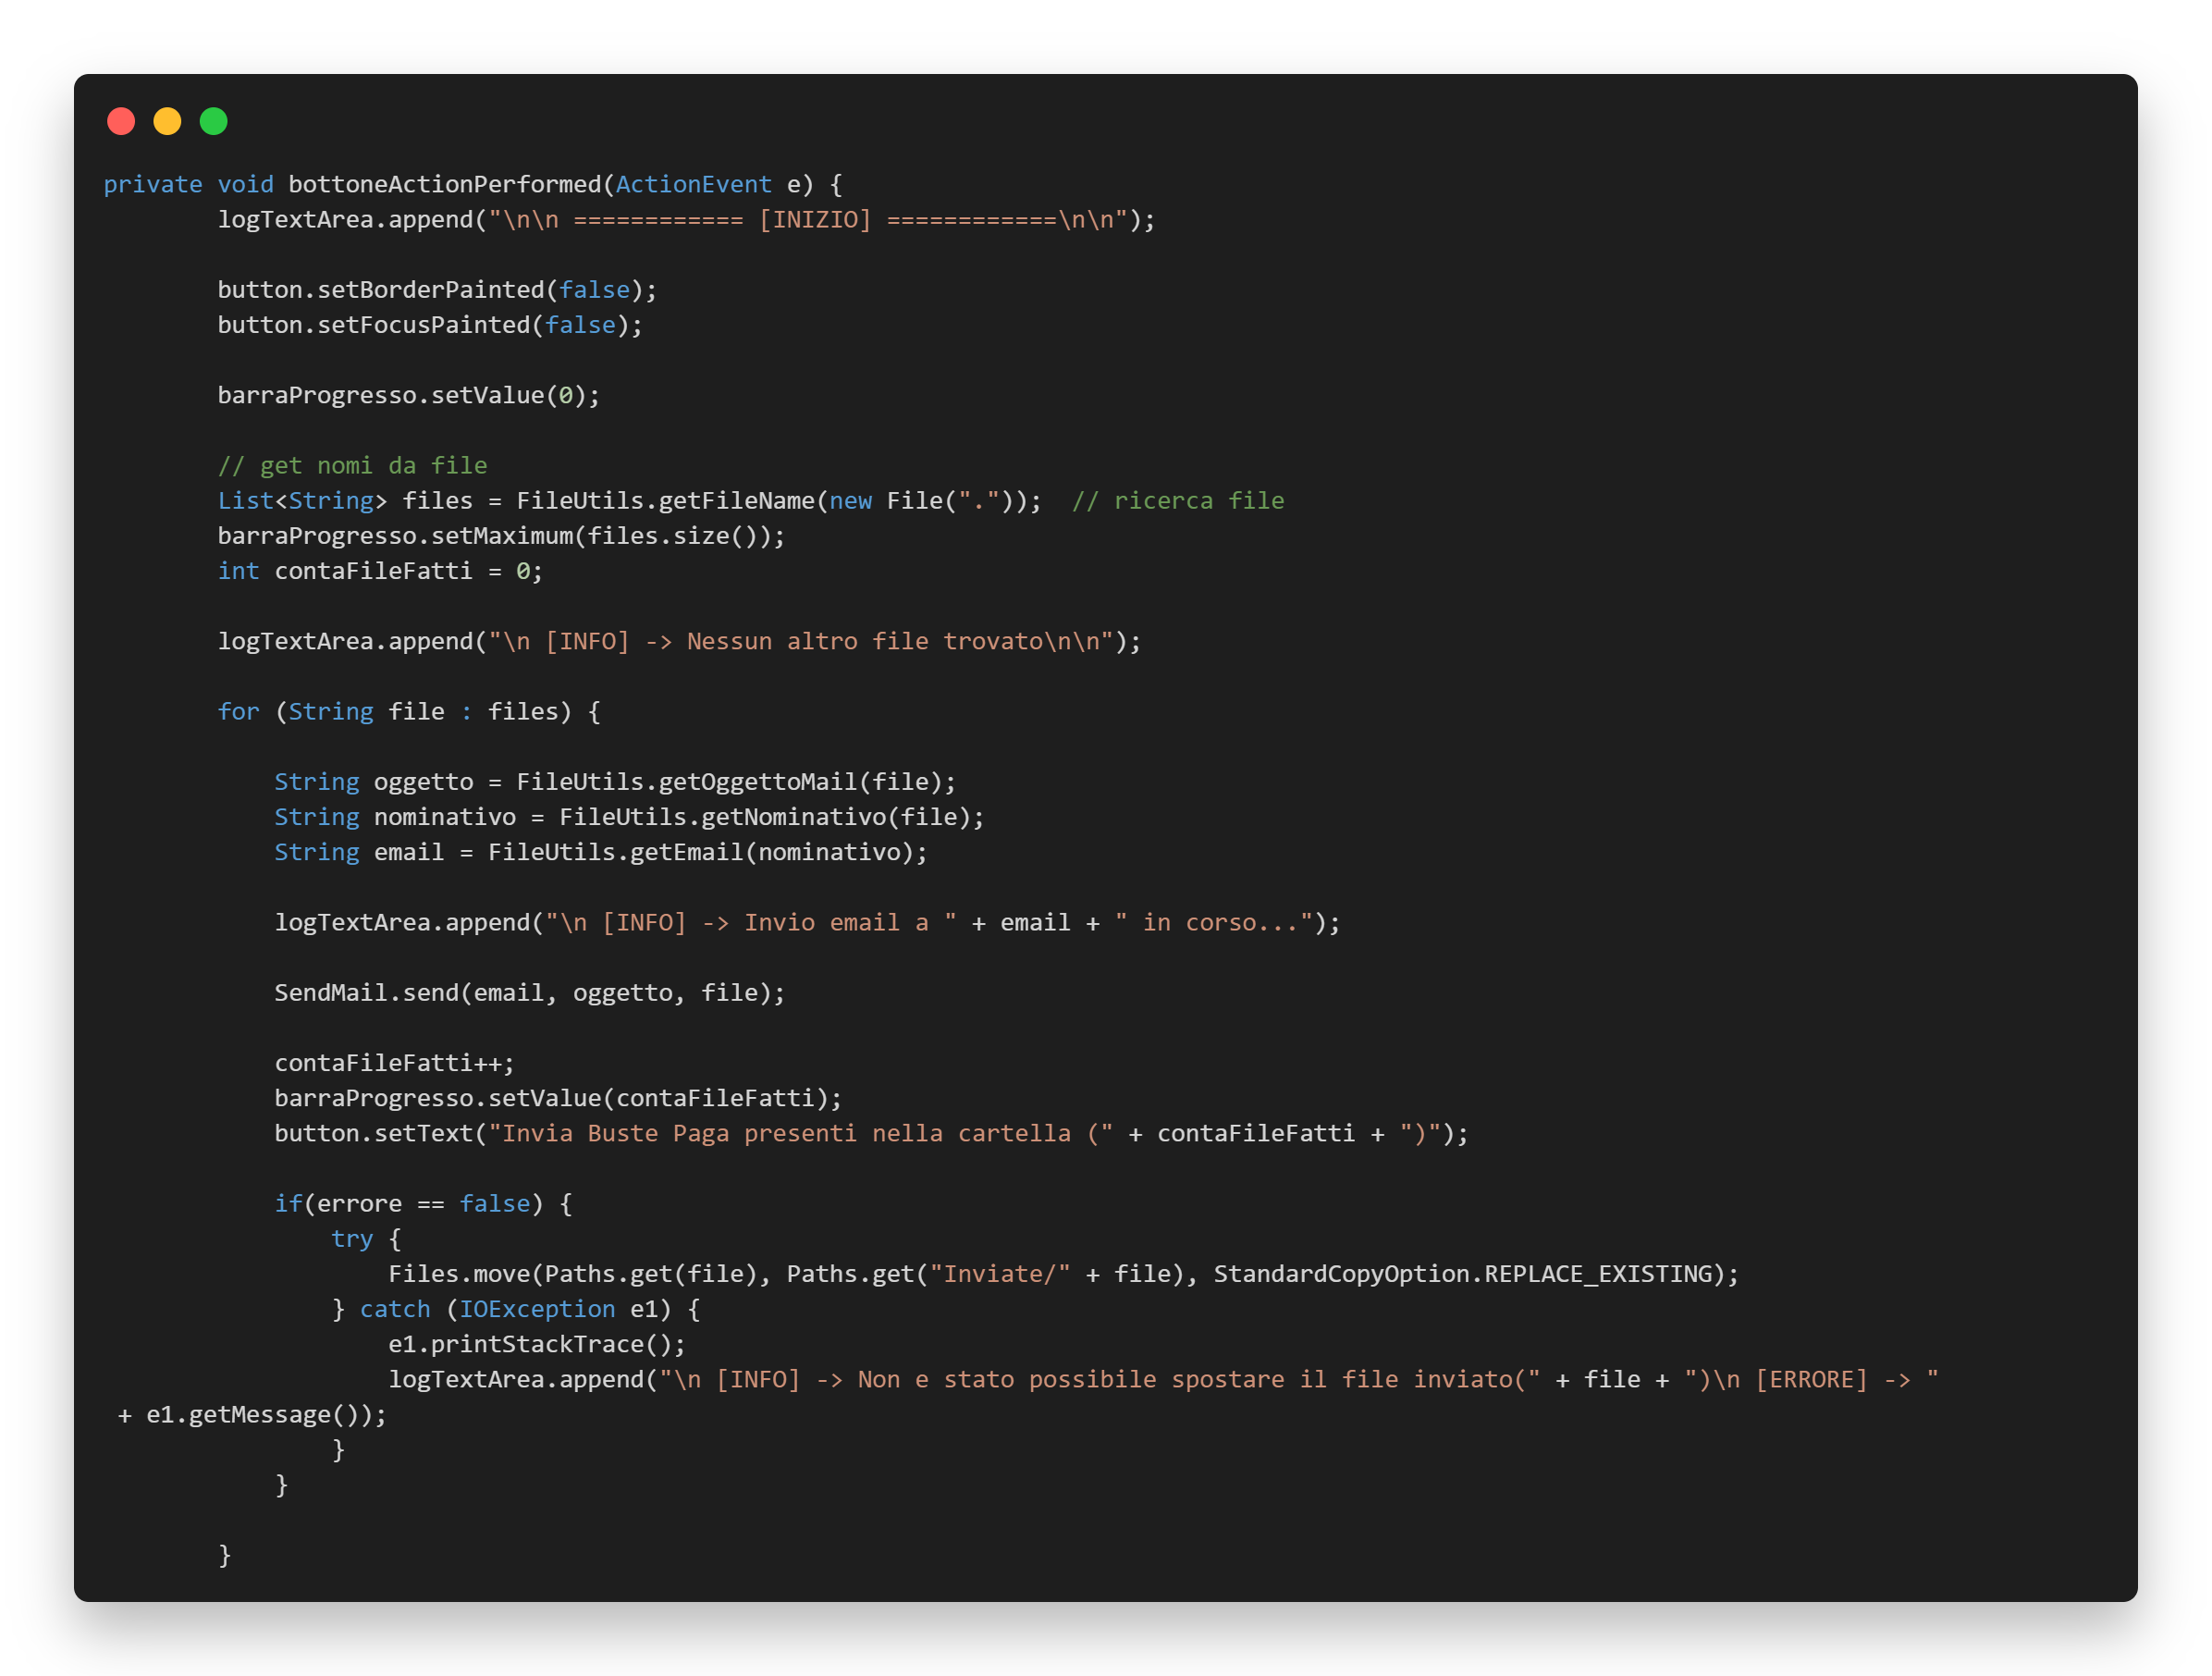 private void bottoneActionPerformed(ActionEvent e) {
        logTextArea.append("\n\n ============ [INIZIO] ============\n\n");

        button.setBorderPainted(false);
        button.setFocusPainted(false);

        barraProgresso.setValue(0);

        // get nomi da file
        List<String> files = FileUtils.getFileName(new File("."));  // ricerca file
        barraProgresso.setMaximum(files.size());
        int contaFileFatti = 0;

        logTextArea.append("\n [INFO] -> Nessun altro file trovato\n\n");

        for (String file : files) {

            String oggetto = FileUtils.getOggettoMail(file);
            String nominativo = FileUtils.getNominativo(file);
            String email = FileUtils.getEmail(nominativo);

            logTextArea.append("\n [INFO] -> Invio email a " + email + " in corso...");

            SendMail.send(email, oggetto, file);

            contaFileFatti++;
            barraProgresso.setValue(contaFileFatti);
            button.setText("Invia Buste Paga presenti nella cartella (" + contaFileFatti + ")");

            if(errore == false) {
                try {
                    Files.move(Paths.get(file), Paths.get("Inviate/" + file), StandardCopyOption.REPLACE_EXISTING);
                } catch (IOException e1) {
                    e1.printStackTrace();
                    logTextArea.append("\n [INFO] -> Non e stato possibile spostare il file inviato(" + file + ")\n [ERRORE] -> "
 + e1.getMessage());
                }
            }

        }